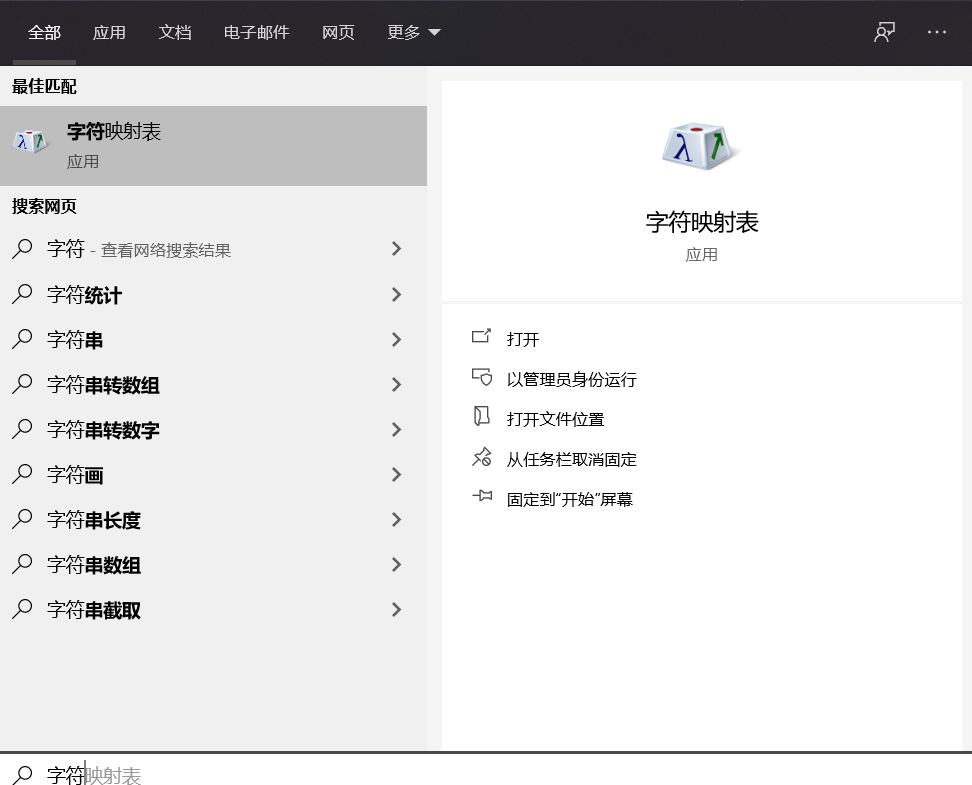 全部 应用 文档 电子邮件 网页 更多
最佳匹配
字符映射表
应用
搜索网页
字符 - 查看网络搜索结果
字符统计
字符串
字符串转数组
字符串转数字
字符画
字符串长度
字符串数组
字符串截取
字符映射表
应用
打开
以管理员身份运行
打开文件位置
从任务栏取消固定
固定到“开始”屏幕
字符映射表